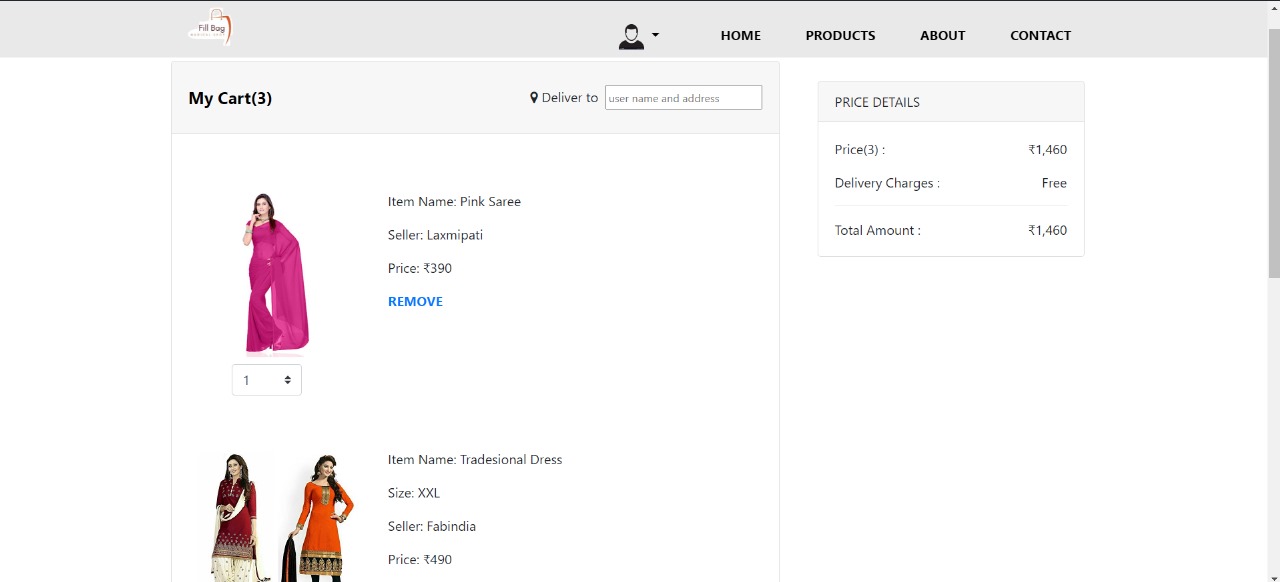 Fill Bag
HOME
PRODUCTS
ABOUT
CONTACT
My Cart(3)
Deliver to
user name and address
Item Name: Pink Saree
Seller: Laxmipati
Price: ₹390
REMOVE
1
Item Name: Tradesional Dress
Size: XXL
Seller: Fabindia
Price: ₹490
PRICE DETAILS
Price(3) : ₹1,460
Delivery Charges : Free
Total Amount : ₹1,460